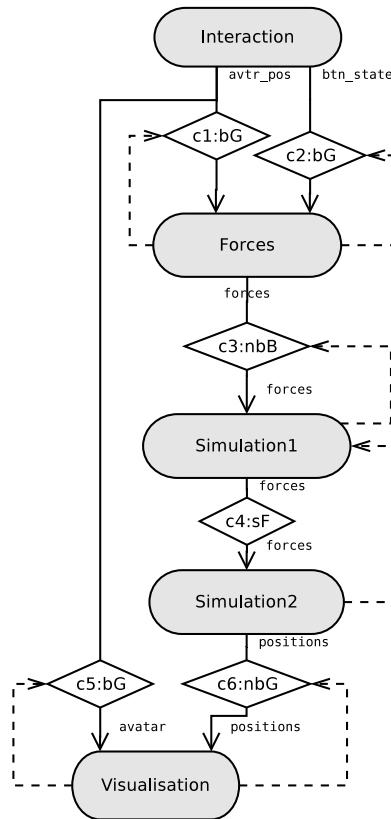 Interaction
avtr_pos btn_state
c1:bG
c2:bG
Forces
forces
c3:nbB
forces
Simulation1
forces
c4:sF
forces
Simulation2
positions
c5:bG c6:nbG
avatar positions
Visualisation